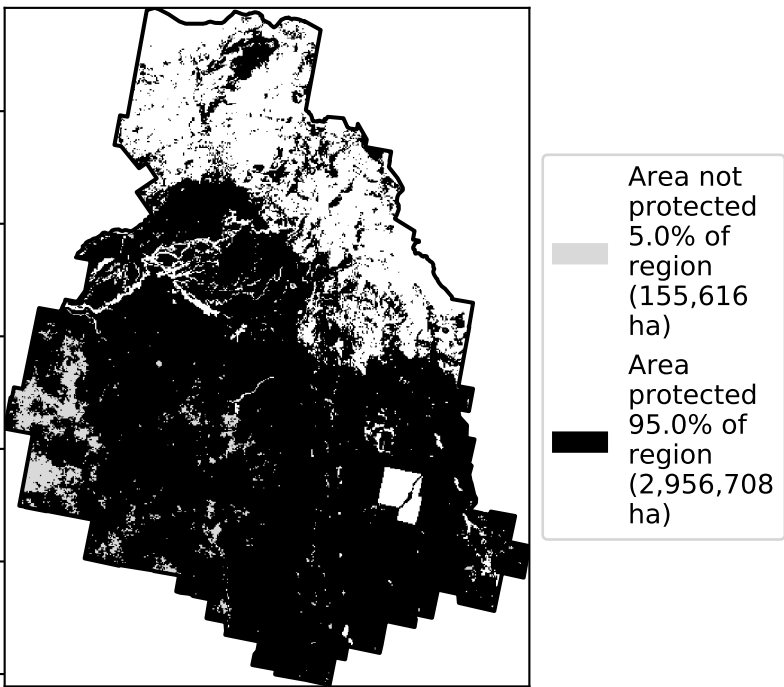 Area not
protected
5.0% of
region
(155,616
ha)
Area
protected
95.0% of
region
(2,956,708
ha)